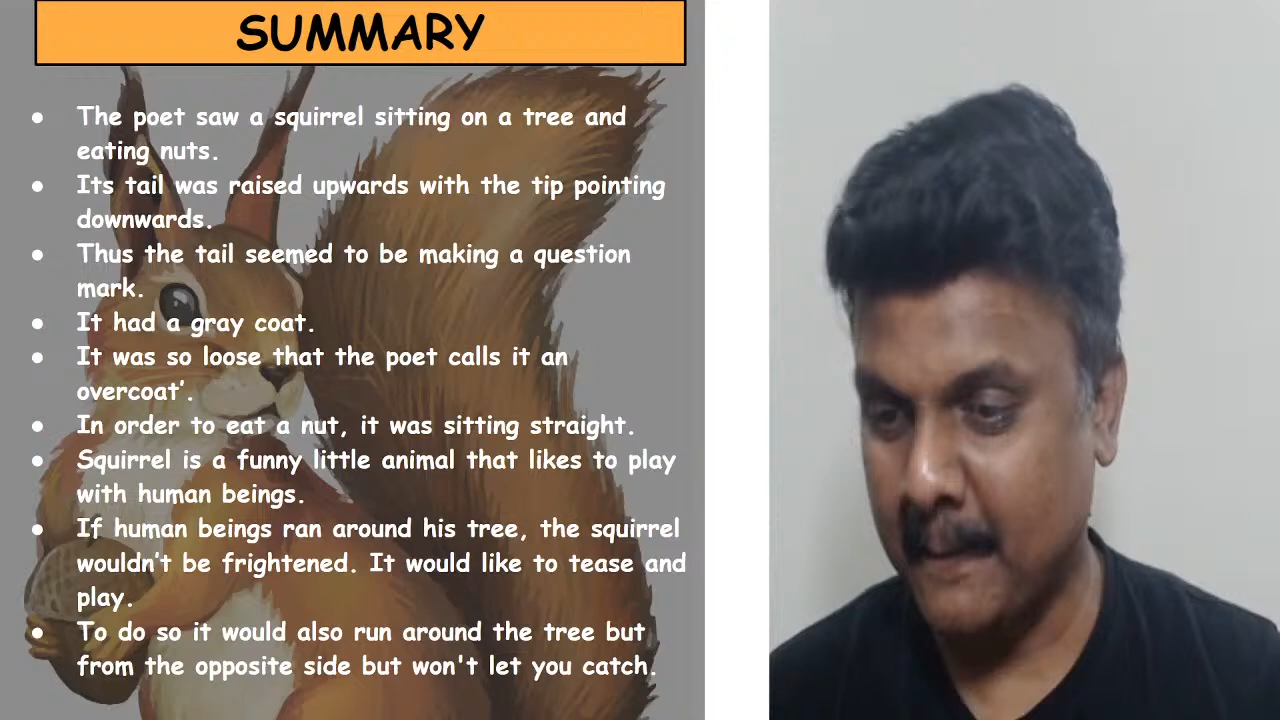 SUMMARY
● The poet saw a squirrel sitting on a tree and
eating nuts.
● Its tail was raised upwards with the tip pointing
downwards.
● Thus the tail seemed to be making a question
mark.
● It had a gray coat.
● It was so loose that the poet calls it an
overcoat’.
● In order to eat a nut, it was sitting straight.
● Squirrel is a funny little animal that likes to play
with human beings.
● If human beings ran around his tree, the squirrel
wouldn’t be frightened. It would like to tease and
play.
● To do so it would also run around the tree but
from the opposite side but won't let you catch.